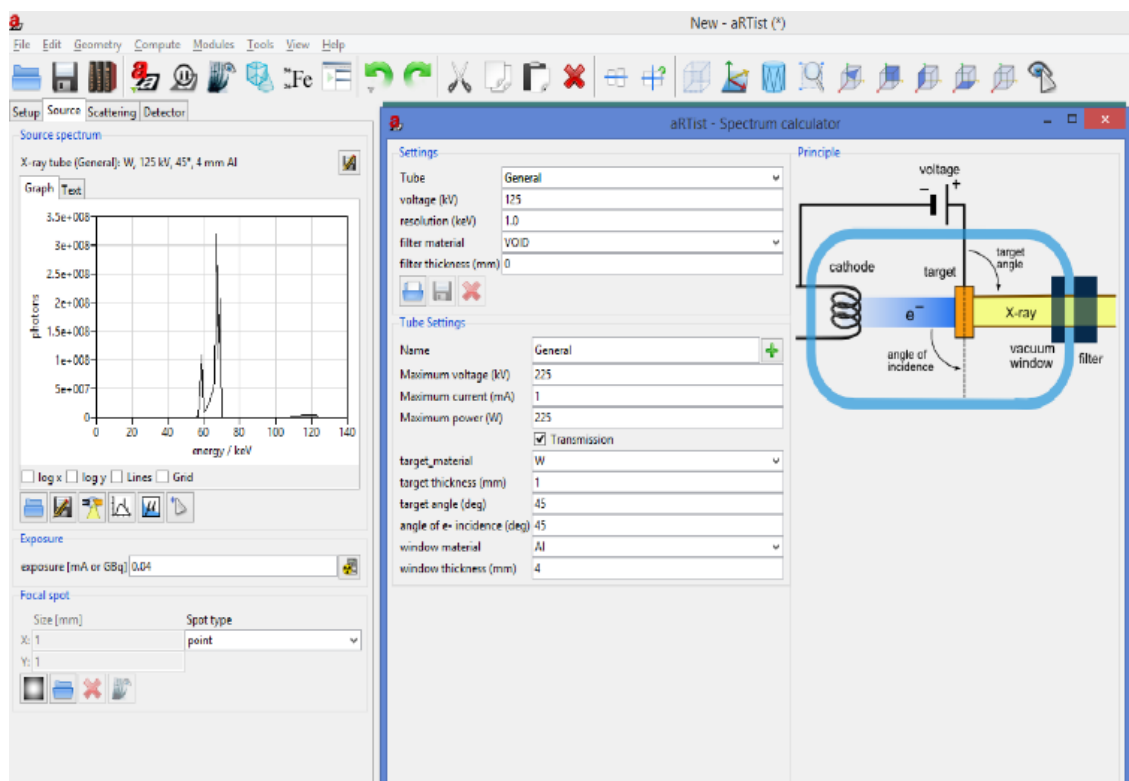 New - aRTist (*)
File Edit Geometry Compute Modules Tools View Help
Fe
Setup Source Scattering Detector
Source spectrum
X-ray tube (General): W, 125 kV, 45°, 4 mm Al
Graph Text
3.5e+008
3e+008
2.5e+008
2e+008
1.5e+008
1e+008
5e+007
0
photons
0 20 40 60 80 100 120 140
energy / keV
log x log y Lines Grid
μ
Exposure
exposure [mA or GBq] 0.04
Focal spot
Size [mm] Spot type
X: 1 point
Y: 1
aRTist - Spectrum calculator
Settings
Tube General
voltage (kV) 125
resolution (keV) 1.0
filter material VOID
filter thickness (mm) 0
Tube Settings
Name General
Maximum voltage (kV) 225
Maximum current (mA) 1
Maximum power (W) 225
Transmission
target_material W
target thickness (mm) 1
target angle (deg) 45
angle of e- incidence (deg) 45
window material Al
window thickness (mm) 4
Principle
voltage
− +
cathode
target
target
angle
e−
X-ray
angle of
incidence
vacuum
window
filter